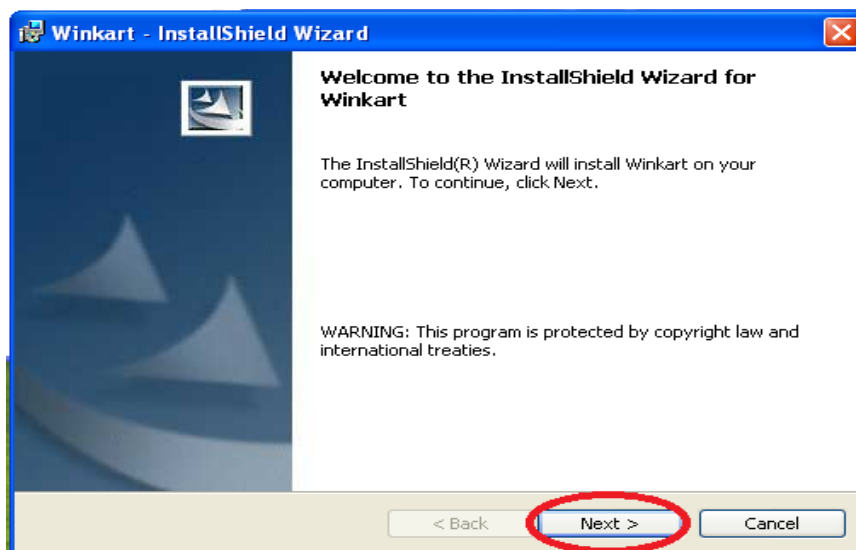 Winkart - InstallShield Wizard
Welcome to the InstallShield Wizard for
Winkart
The InstallShield(R) Wizard will install Winkart on your
computer. To continue, click Next.
WARNING: This program is protected by copyright law and
international treaties.
< Back Next > Cancel